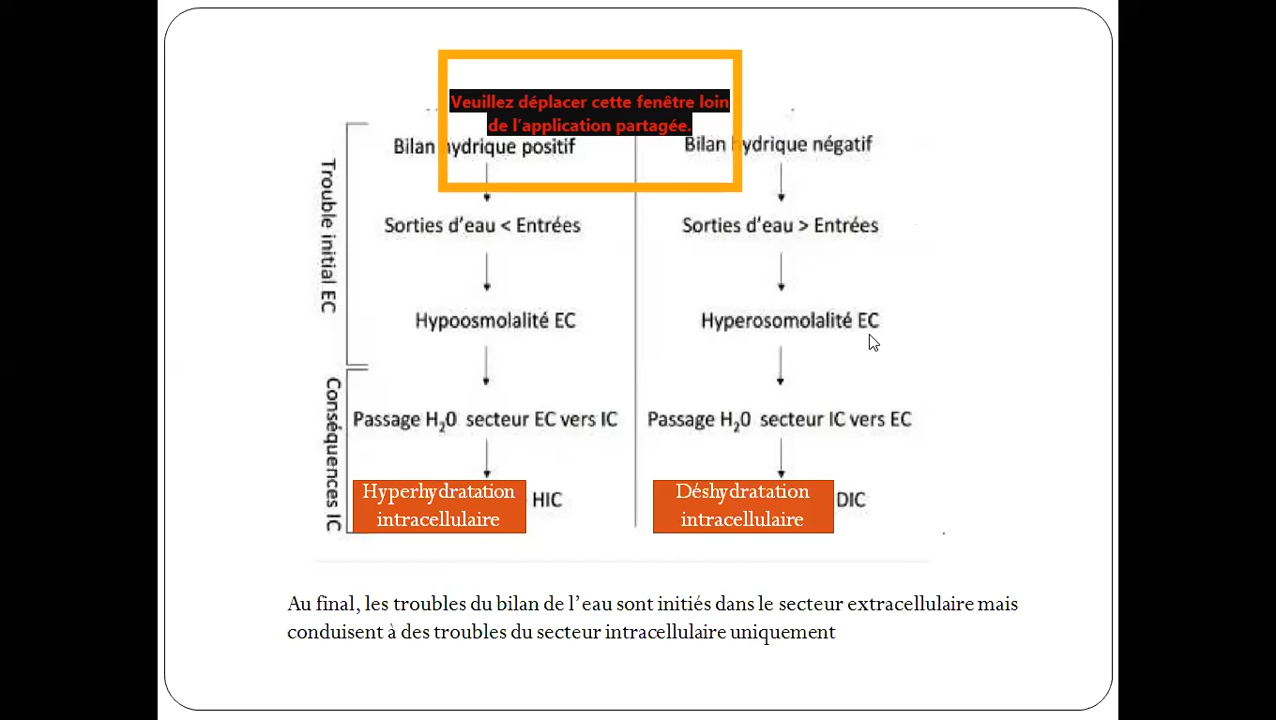 Veuillez déplacer cette fenêtre loin
de l'application partagée.
Trouble initial EC
Bilan hydrique positif
Sorties d'eau < Entrées
Hypoosmolalité EC
Bilan hydrique négatif
Sorties d'eau > Entrées
Hyperosomolalité EC
Conséquences IC
Passage H₂0 secteur EC vers IC
Hyperhydratation
intracellulaire
HIC
Passage H₂0 secteur IC vers EC
Déshydratation
intracellulaire
DIC
Au final, les troubles du bilan de l'eau sont initiés dans le secteur extracellulaire mais
conduisent à des troubles du secteur intracellulaire uniquement